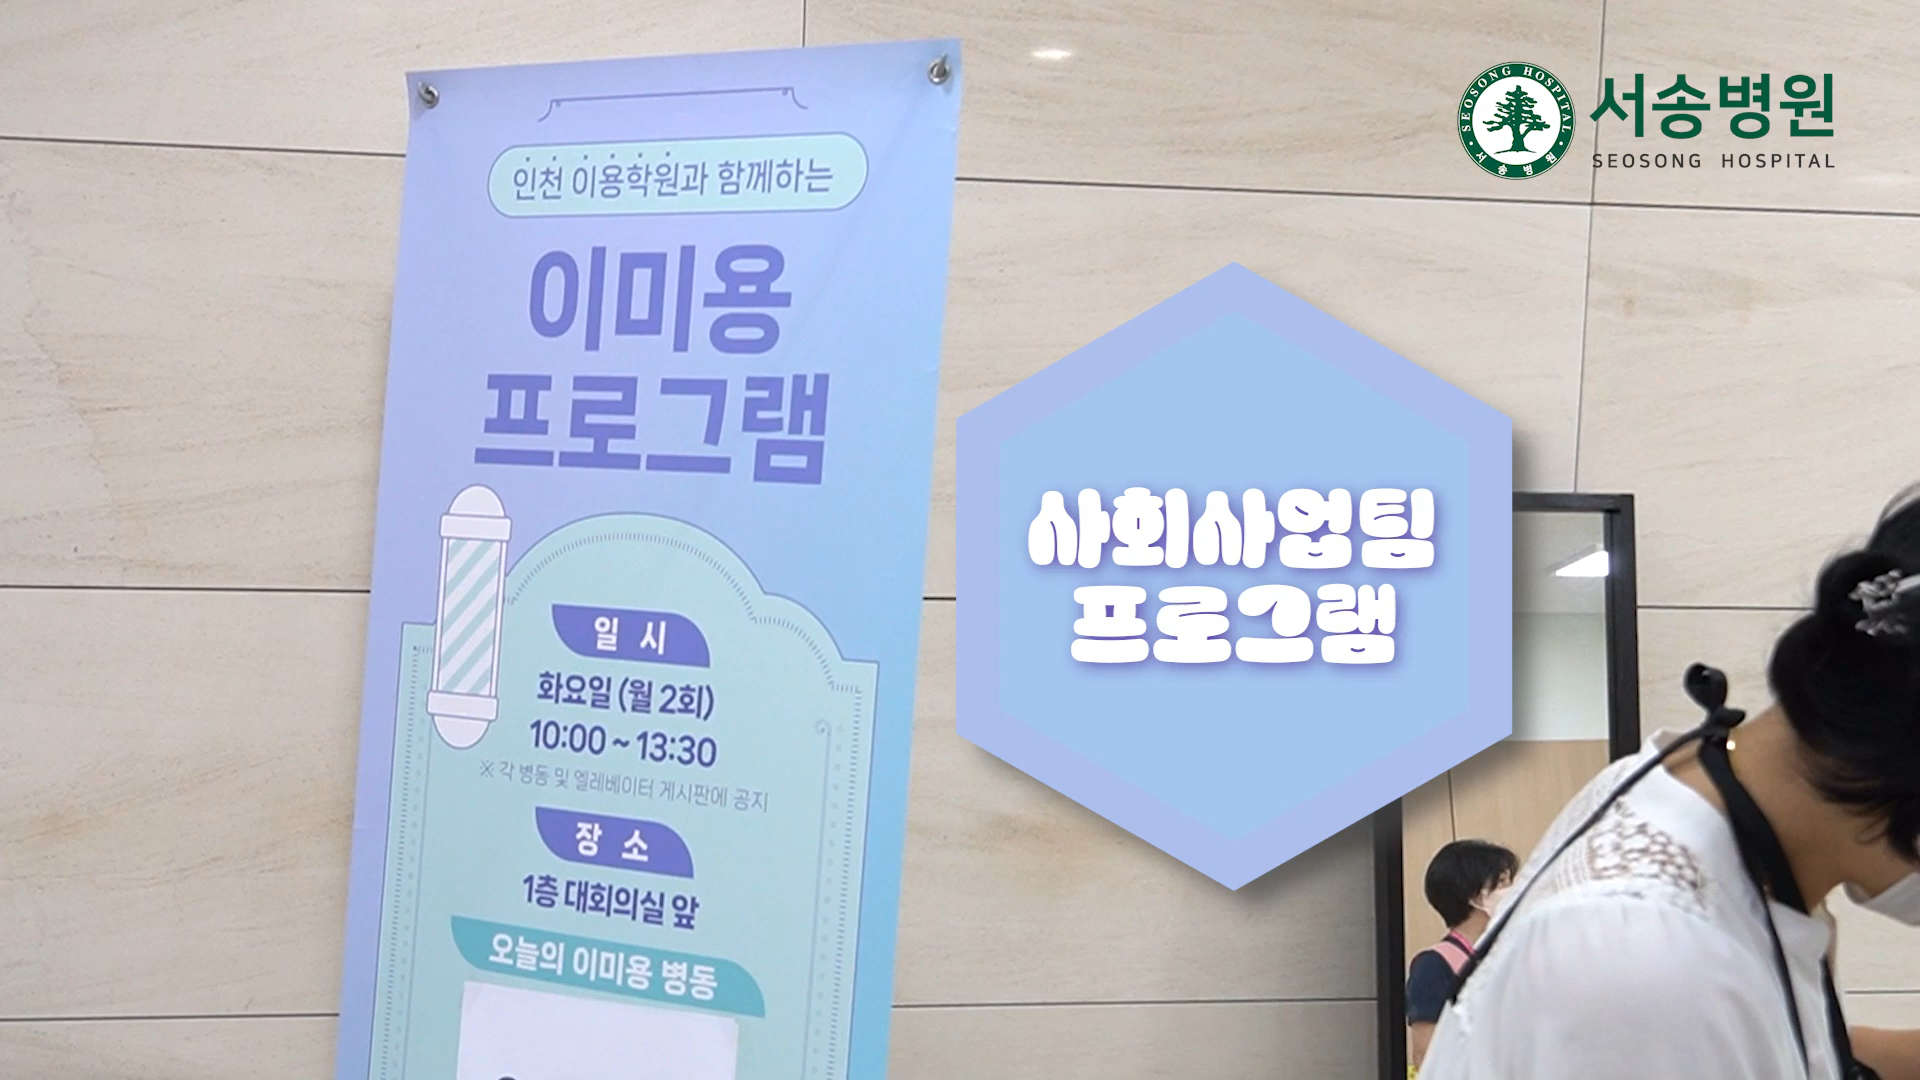 인천 이용학원과 함께하는
이미용
프로그램
일 시
화요일 (월 2회)
10:00 ~ 13:30
※ 각 병동 및 엘레베이터 게시판에 공지
장 소
1층 대회의실 앞
오늘의 이미용 병동
사회사업팀
프로그램
SEOSONG HOSPITAL
서송병원
서송병원
SEOSONG HOSPITAL